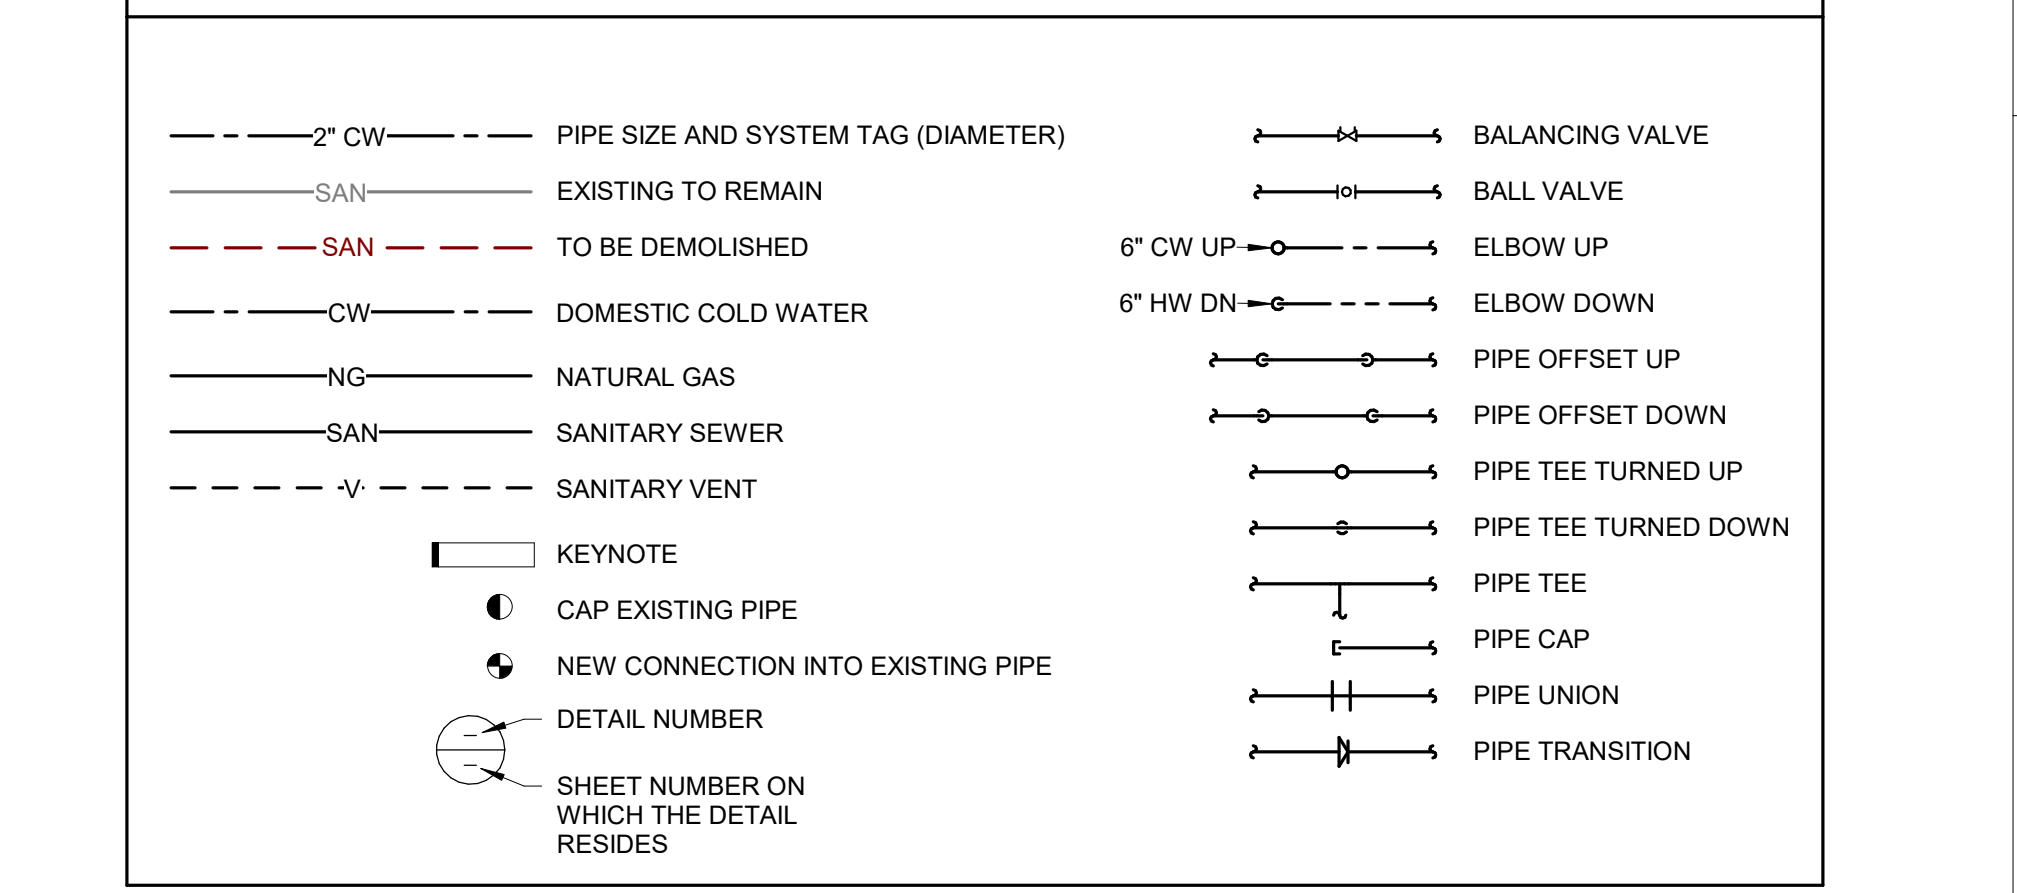 2" CW PIPE SIZE AND SYSTEM TAG (DIAMETER)
SAN EXISTING TO REMAIN
SAN TO BE DEMOLISHED
CW DOMESTIC COLD WATER
NG NATURAL GAS
SAN SANITARY SEWER
V SANITARY VENT
KEYNOTE
CAP EXISTING PIPE
NEW CONNECTION INTO EXISTING PIPE
DETAIL NUMBER
SHEET NUMBER ON
WHICH THE DETAIL
RESIDES
BALANCING VALVE
BALL VALVE
6" CW UP ELBOW UP
6" HW DN ELBOW DOWN
PIPE OFFSET UP
PIPE OFFSET DOWN
PIPE TEE TURNED UP
PIPE TEE TURNED DOWN
PIPE TEE
PIPE CAP
PIPE UNION
PIPE TRANSITION